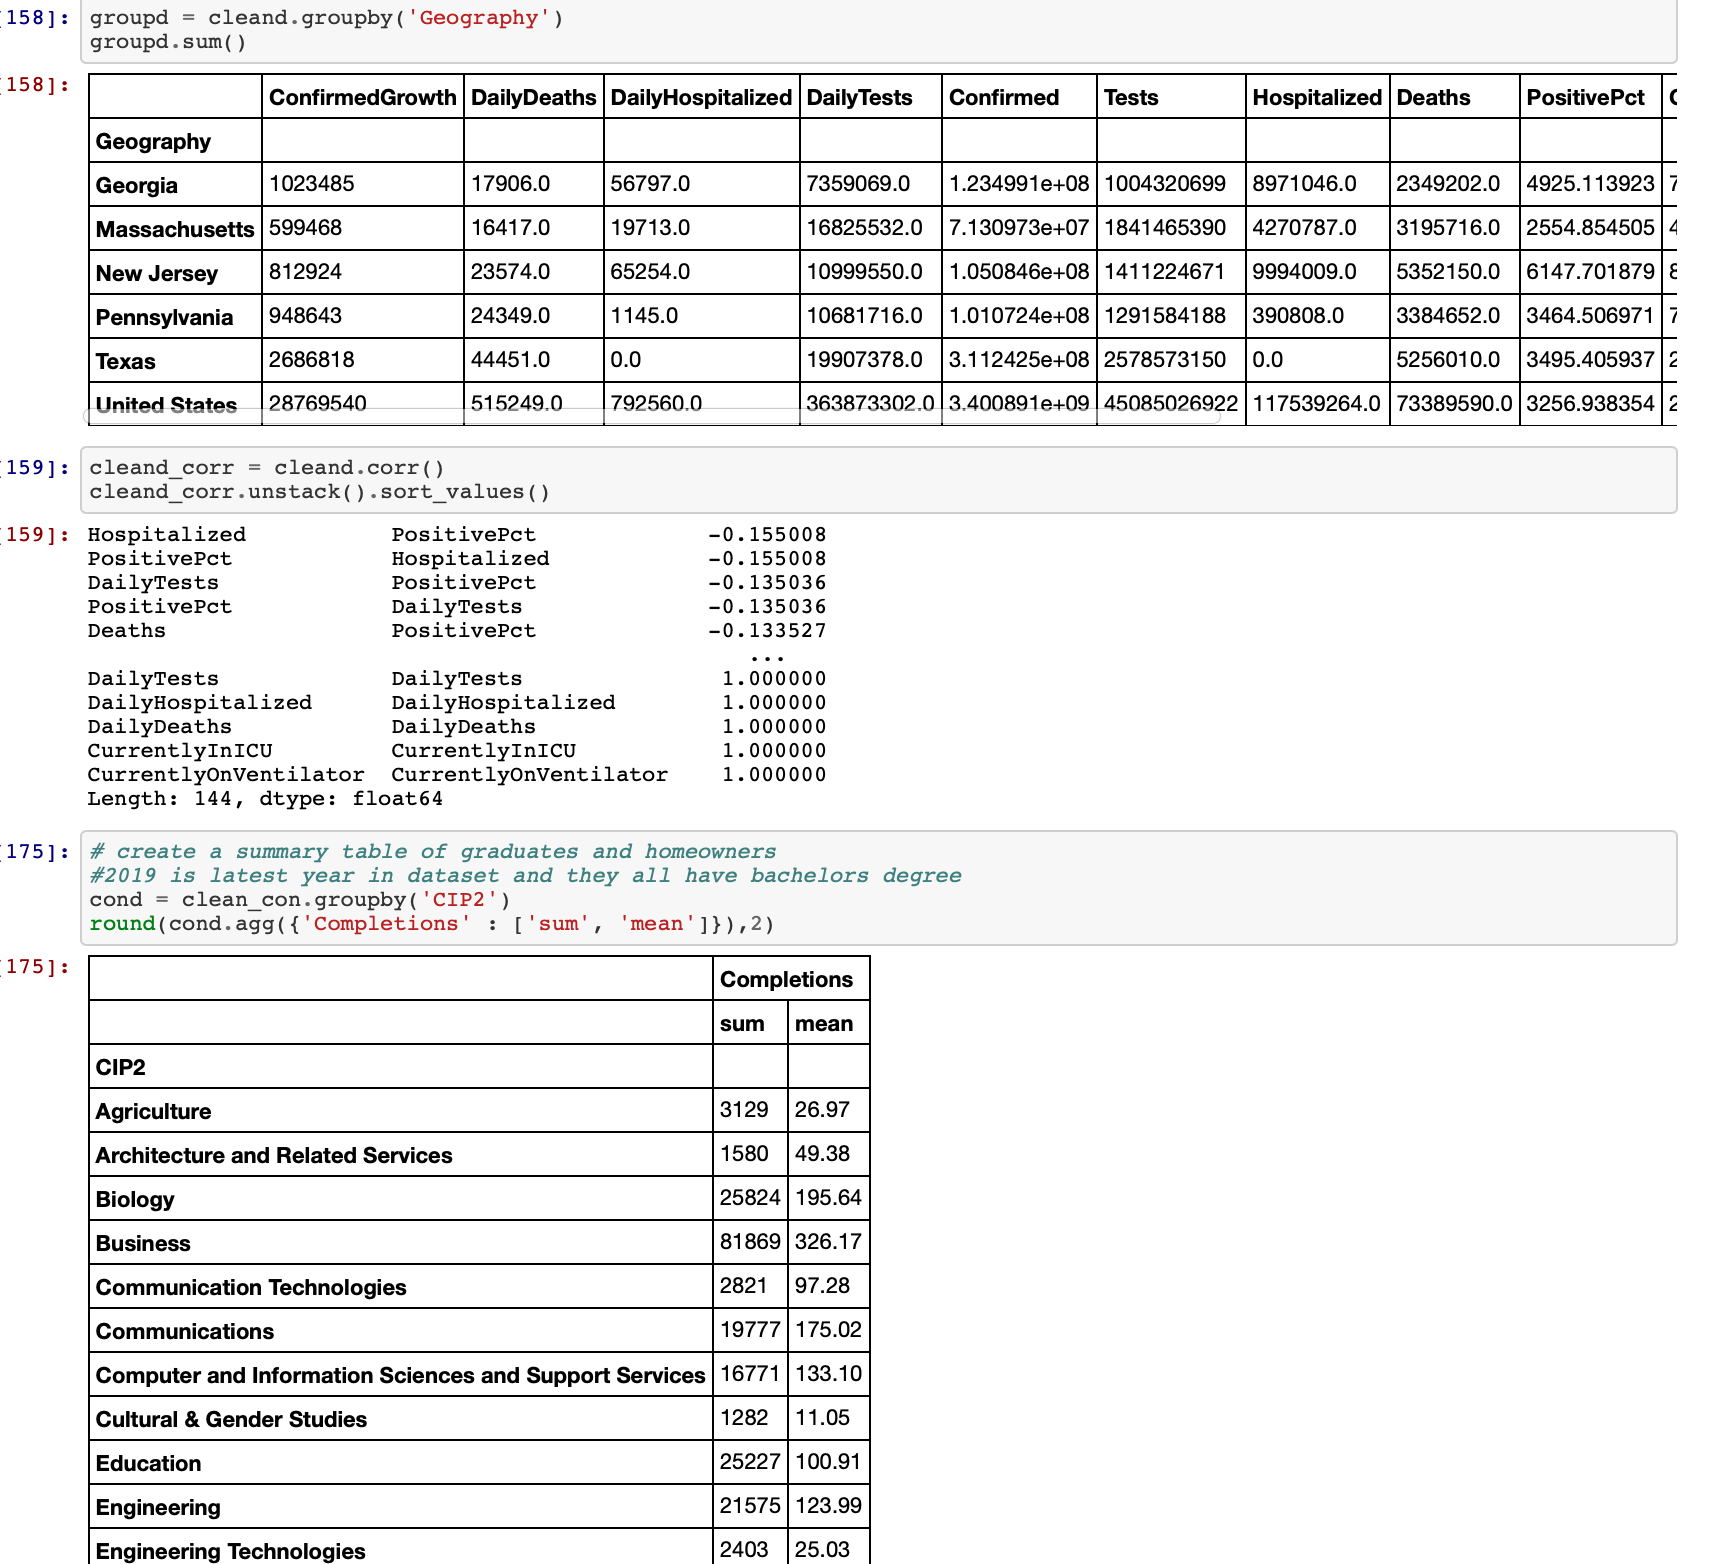 [158]: groupd = cleand.groupby('Geography')
groupd.sum()
[158]: ConfirmedGrowth DailyDeaths DailyHospitalized DailyTests Confirmed Tests Hospitalized Deaths PositivePct
Geography
Georgia 1023485 17906.0 56797.0 7359069.0 1.234991e+08 1004320699 8971046.0 2349202.0 4925.113923
Massachusetts 599468 16417.0 19713.0 16825532.0 7.130973e+07 1841465390 4270787.0 3195716.0 2554.854505
New Jersey 812924 23574.0 65254.0 10999550.0 1.050846e+08 1411224671 9994009.0 5352150.0 6147.701879
Pennsylvania 948643 24349.0 1145.0 10681716.0 1.010724e+08 1291584188 390808.0 3384652.0 3464.506971
Texas 2686818 44451.0 0.0 19907378.0 3.112425e+08 2578573150 0.0 5256010.0 3495.405937
United States 28769540 515249.0 792560.0 363873302.0 3.400891e+09 45085026922 117539264.0 73389590.0 3256.938354
[159]: cleand_corr = cleand.corr()
cleand_corr.unstack().sort_values()
[159]: Hospitalized PositivePct -0.155008
PositivePct Hospitalized -0.155008
DailyTests PositivePct -0.135036
PositivePct DailyTests -0.135036
Deaths PositivePct -0.133527
...
DailyTests DailyTests 1.000000
DailyHospitalized DailyHospitalized 1.000000
DailyDeaths DailyDeaths 1.000000
CurrentlyInICU CurrentlyInICU 1.000000
CurrentlyOnVentilator CurrentlyOnVentilator 1.000000
Length: 144, dtype: float64
[175]: # create a summary table of graduates and homeowners
#2019 is latest year in dataset and they all have bachelors degree
cond = clean_con.groupby('CIP2')
round(cond.agg({'Completions' : ['sum', 'mean']}),2)
[175]: Completions
sum mean
CIP2
Agriculture 3129 26.97
Architecture and Related Services 1580 49.38
Biology 25824 195.64
Business 81869 326.17
Communication Technologies 2821 97.28
Communications 19777 175.02
Computer and Information Sciences and Support Services 16771 133.10
Cultural & Gender Studies 1282 11.05
Education 25227 100.91
Engineering 21575 123.99
Engineering Technologies 2403 25.03